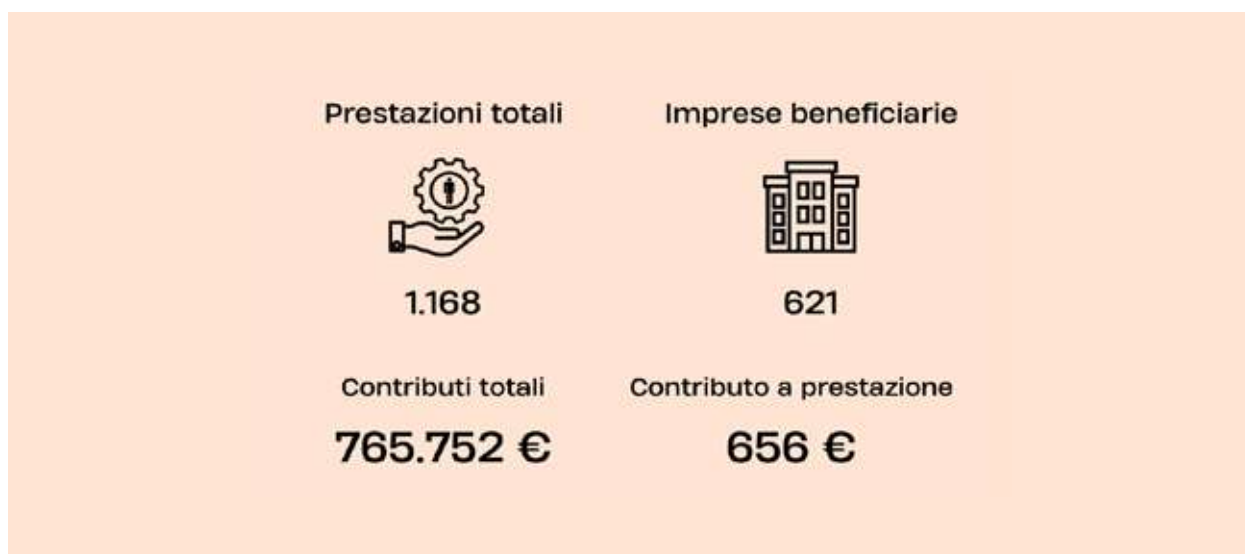 Prestazioni totali
Imprese beneficiarie
1.168
621
Contributi totali
Contributo a prestazione
765.752 €
656 €